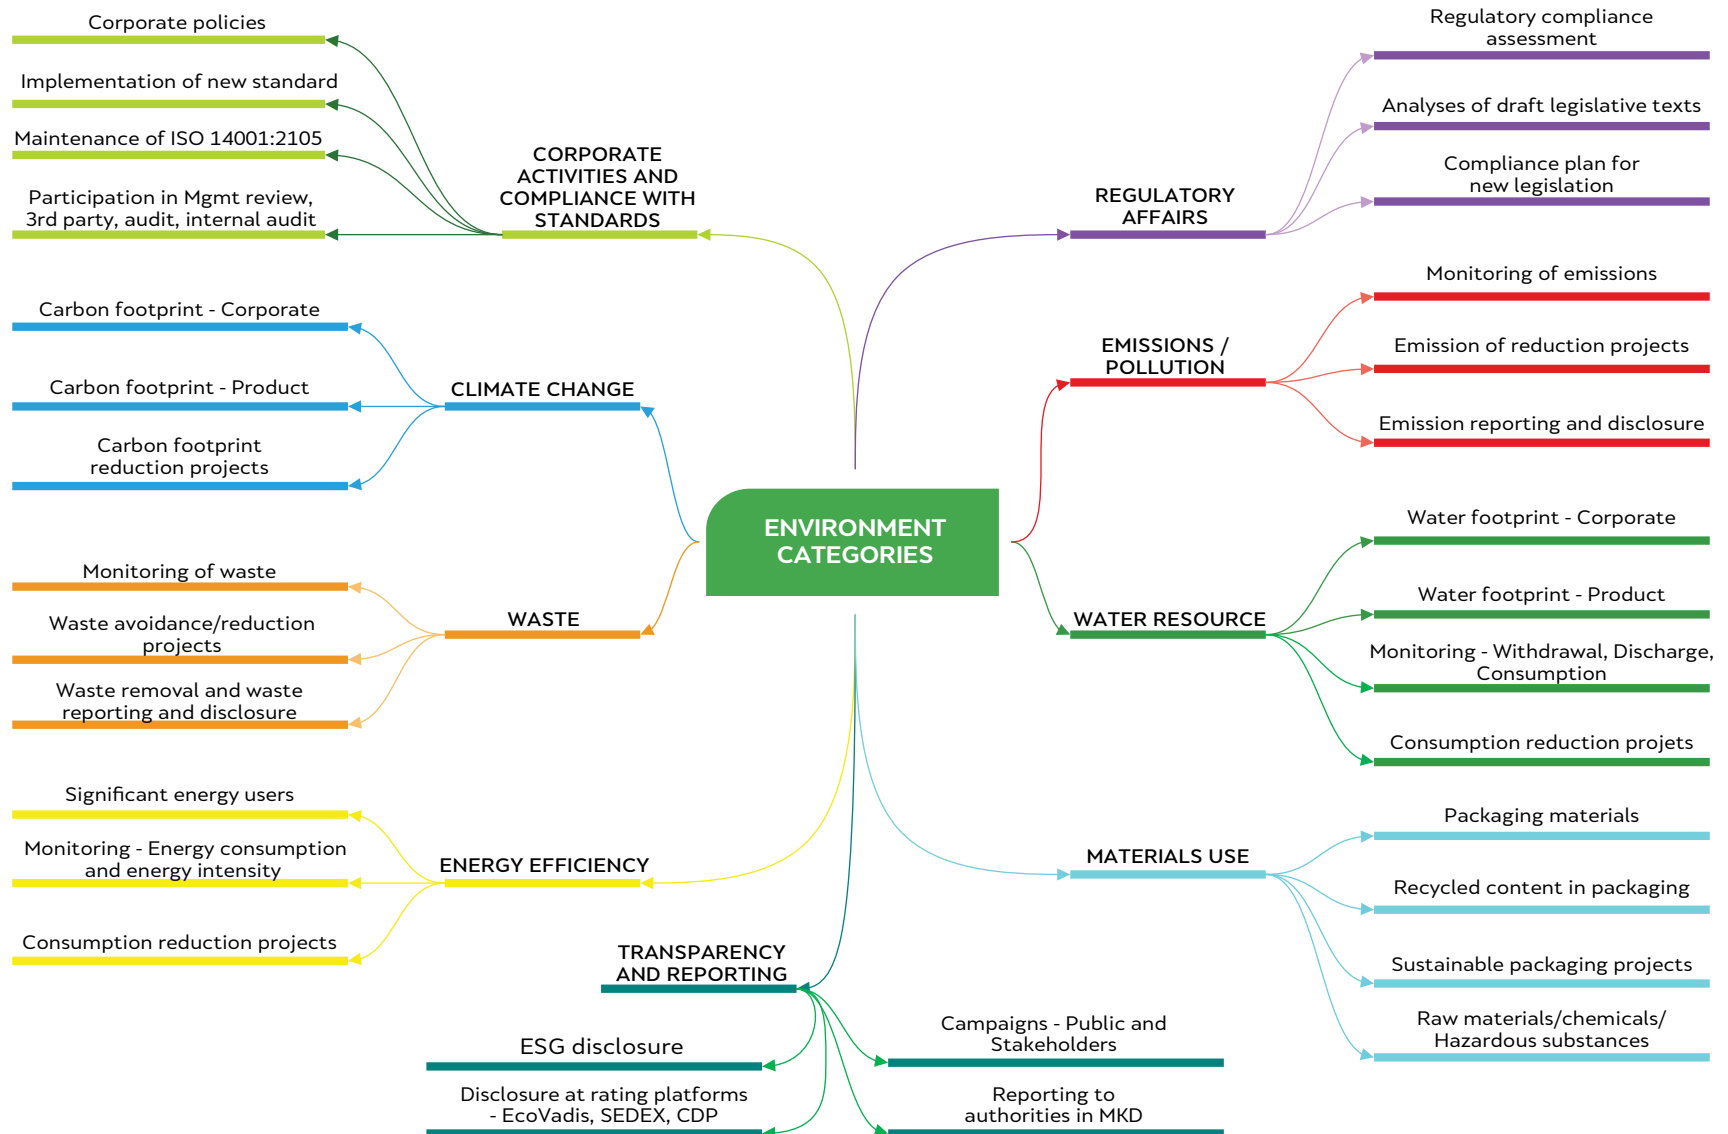 Corporate policies
Implementation of new standard
Maintenance of ISO 14001:2105
Participation in Mgmt review,
3rd party, audit, internal audit
CORPORATE
ACTIVITIES AND
COMPLIANCE WITH
STANDARDS
Carbon footprint - Corporate
Carbon footprint - Product
Carbon footprint
reduction projects
CLIMATE CHANGE
Monitoring of waste
Waste avoidance/reduction
projects
Waste removal and waste
reporting and disclosure
WASTE
Significant energy users
Monitoring - Energy consumption
and energy intensity
Consumption reduction projects
ENERGY EFFICIENCY
ENVIRONMENT
CATEGORIES
REGULATORY
AFFAIRS
Regulatory compliance
assessment
Analyses of draft legislative texts
Compliance plan for
new legislation
EMISSIONS /
POLLUTION
Monitoring of emissions
Emission of reduction projects
Emission reporting and disclosure
WATER RESOURCE
Water footprint - Corporate
Water footprint - Product
Monitoring - Withdrawal, Discharge,
Consumption
Consumption reduction projets
MATERIALS USE
Packaging materials
Recycled content in packaging
Sustainable packaging projects
Raw materials/chemicals/
Hazardous substances
TRANSPARENCY
AND REPORTING
ESG disclosure
Disclosure at rating platforms
- EcoVadis, SEDEX, CDP
Campaigns - Public and
Stakeholders
Reporting to
authorities in MKD